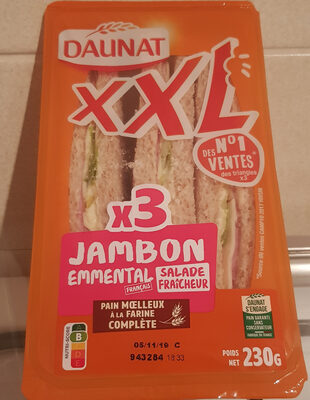 DAUNAT
XXL
DES N°1
VENTES*
des triangles
x3
x3
JAMBON
EMMENTAL
FRANÇAIS
SALADE
FRAÎCHEUR
PAIN MŒLLEUX
À LA FARINE
COMPLÈTE
DAUNAT
S'ENGAGE
PAIN GARANTI
SANS
CONSERVATEUR
NUTRI-SCORE
B
05/11/19 C
943284 18:33
POIDS
NET 230G